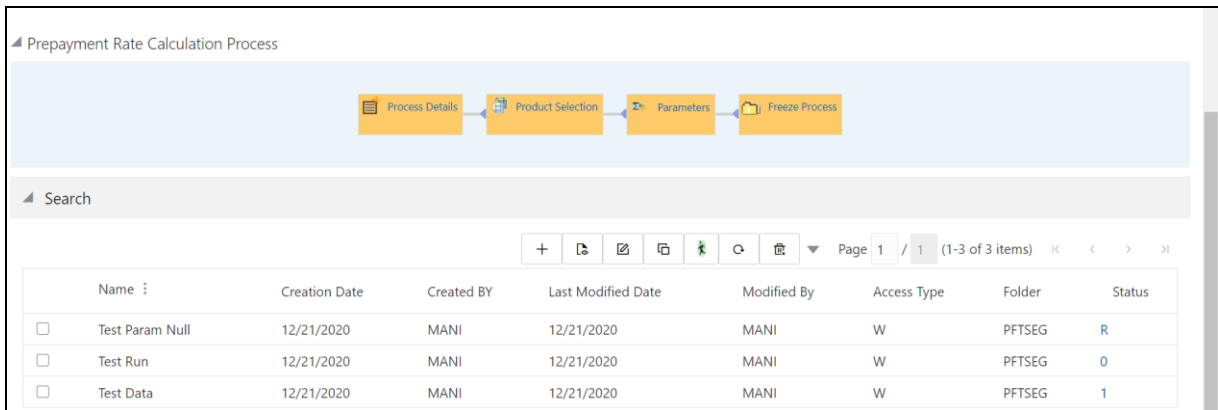 Prepayment Rate Calculation Process
Process Details Product Selection Parameters Freeze Process
Search
Page 1 / 1 (1-3 of 3 items)
Name Creation Date Created BY Last Modified Date Modified By Access Type Folder Status
Test Param Null 12/21/2020 MANI 12/21/2020 MANI W PFTSEG R
Test Run 12/21/2020 MANI 12/21/2020 MANI W PFTSEG 0
Test Data 12/21/2020 MANI 12/21/2020 MANI W PFTSEG 1